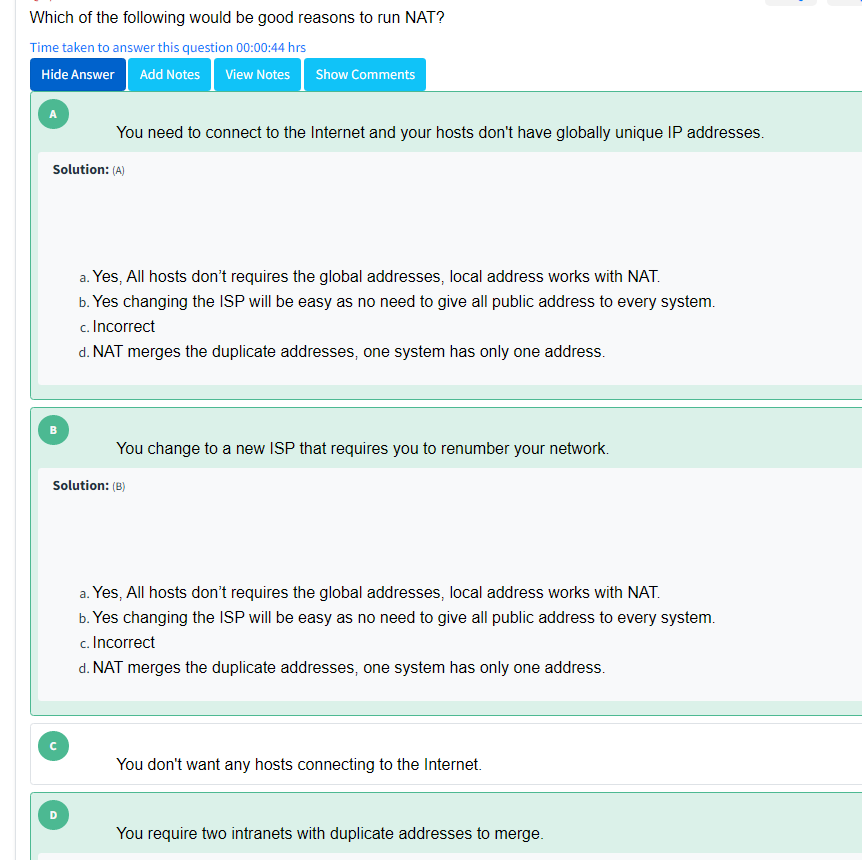 Which of the following would be good reasons to run NAT?
Time taken to answer this question 00:00:44 hrs
Hide Answer Add Notes View Notes Show Comments
A
You need to connect to the Internet and your hosts don't have globally unique IP addresses.
Solution: (A)
a. Yes, All hosts don’t requires the global addresses, local address works with NAT.
b. Yes changing the ISP will be easy as no need to give all public address to every system.
c. Incorrect
d. NAT merges the duplicate addresses, one system has only one address.
B
You change to a new ISP that requires you to renumber your network.
Solution: (B)
a. Yes, All hosts don’t requires the global addresses, local address works with NAT.
b. Yes changing the ISP will be easy as no need to give all public address to every system.
c. Incorrect
d. NAT merges the duplicate addresses, one system has only one address.
C
You don't want any hosts connecting to the Internet.
D
You require two intranets with duplicate addresses to merge.